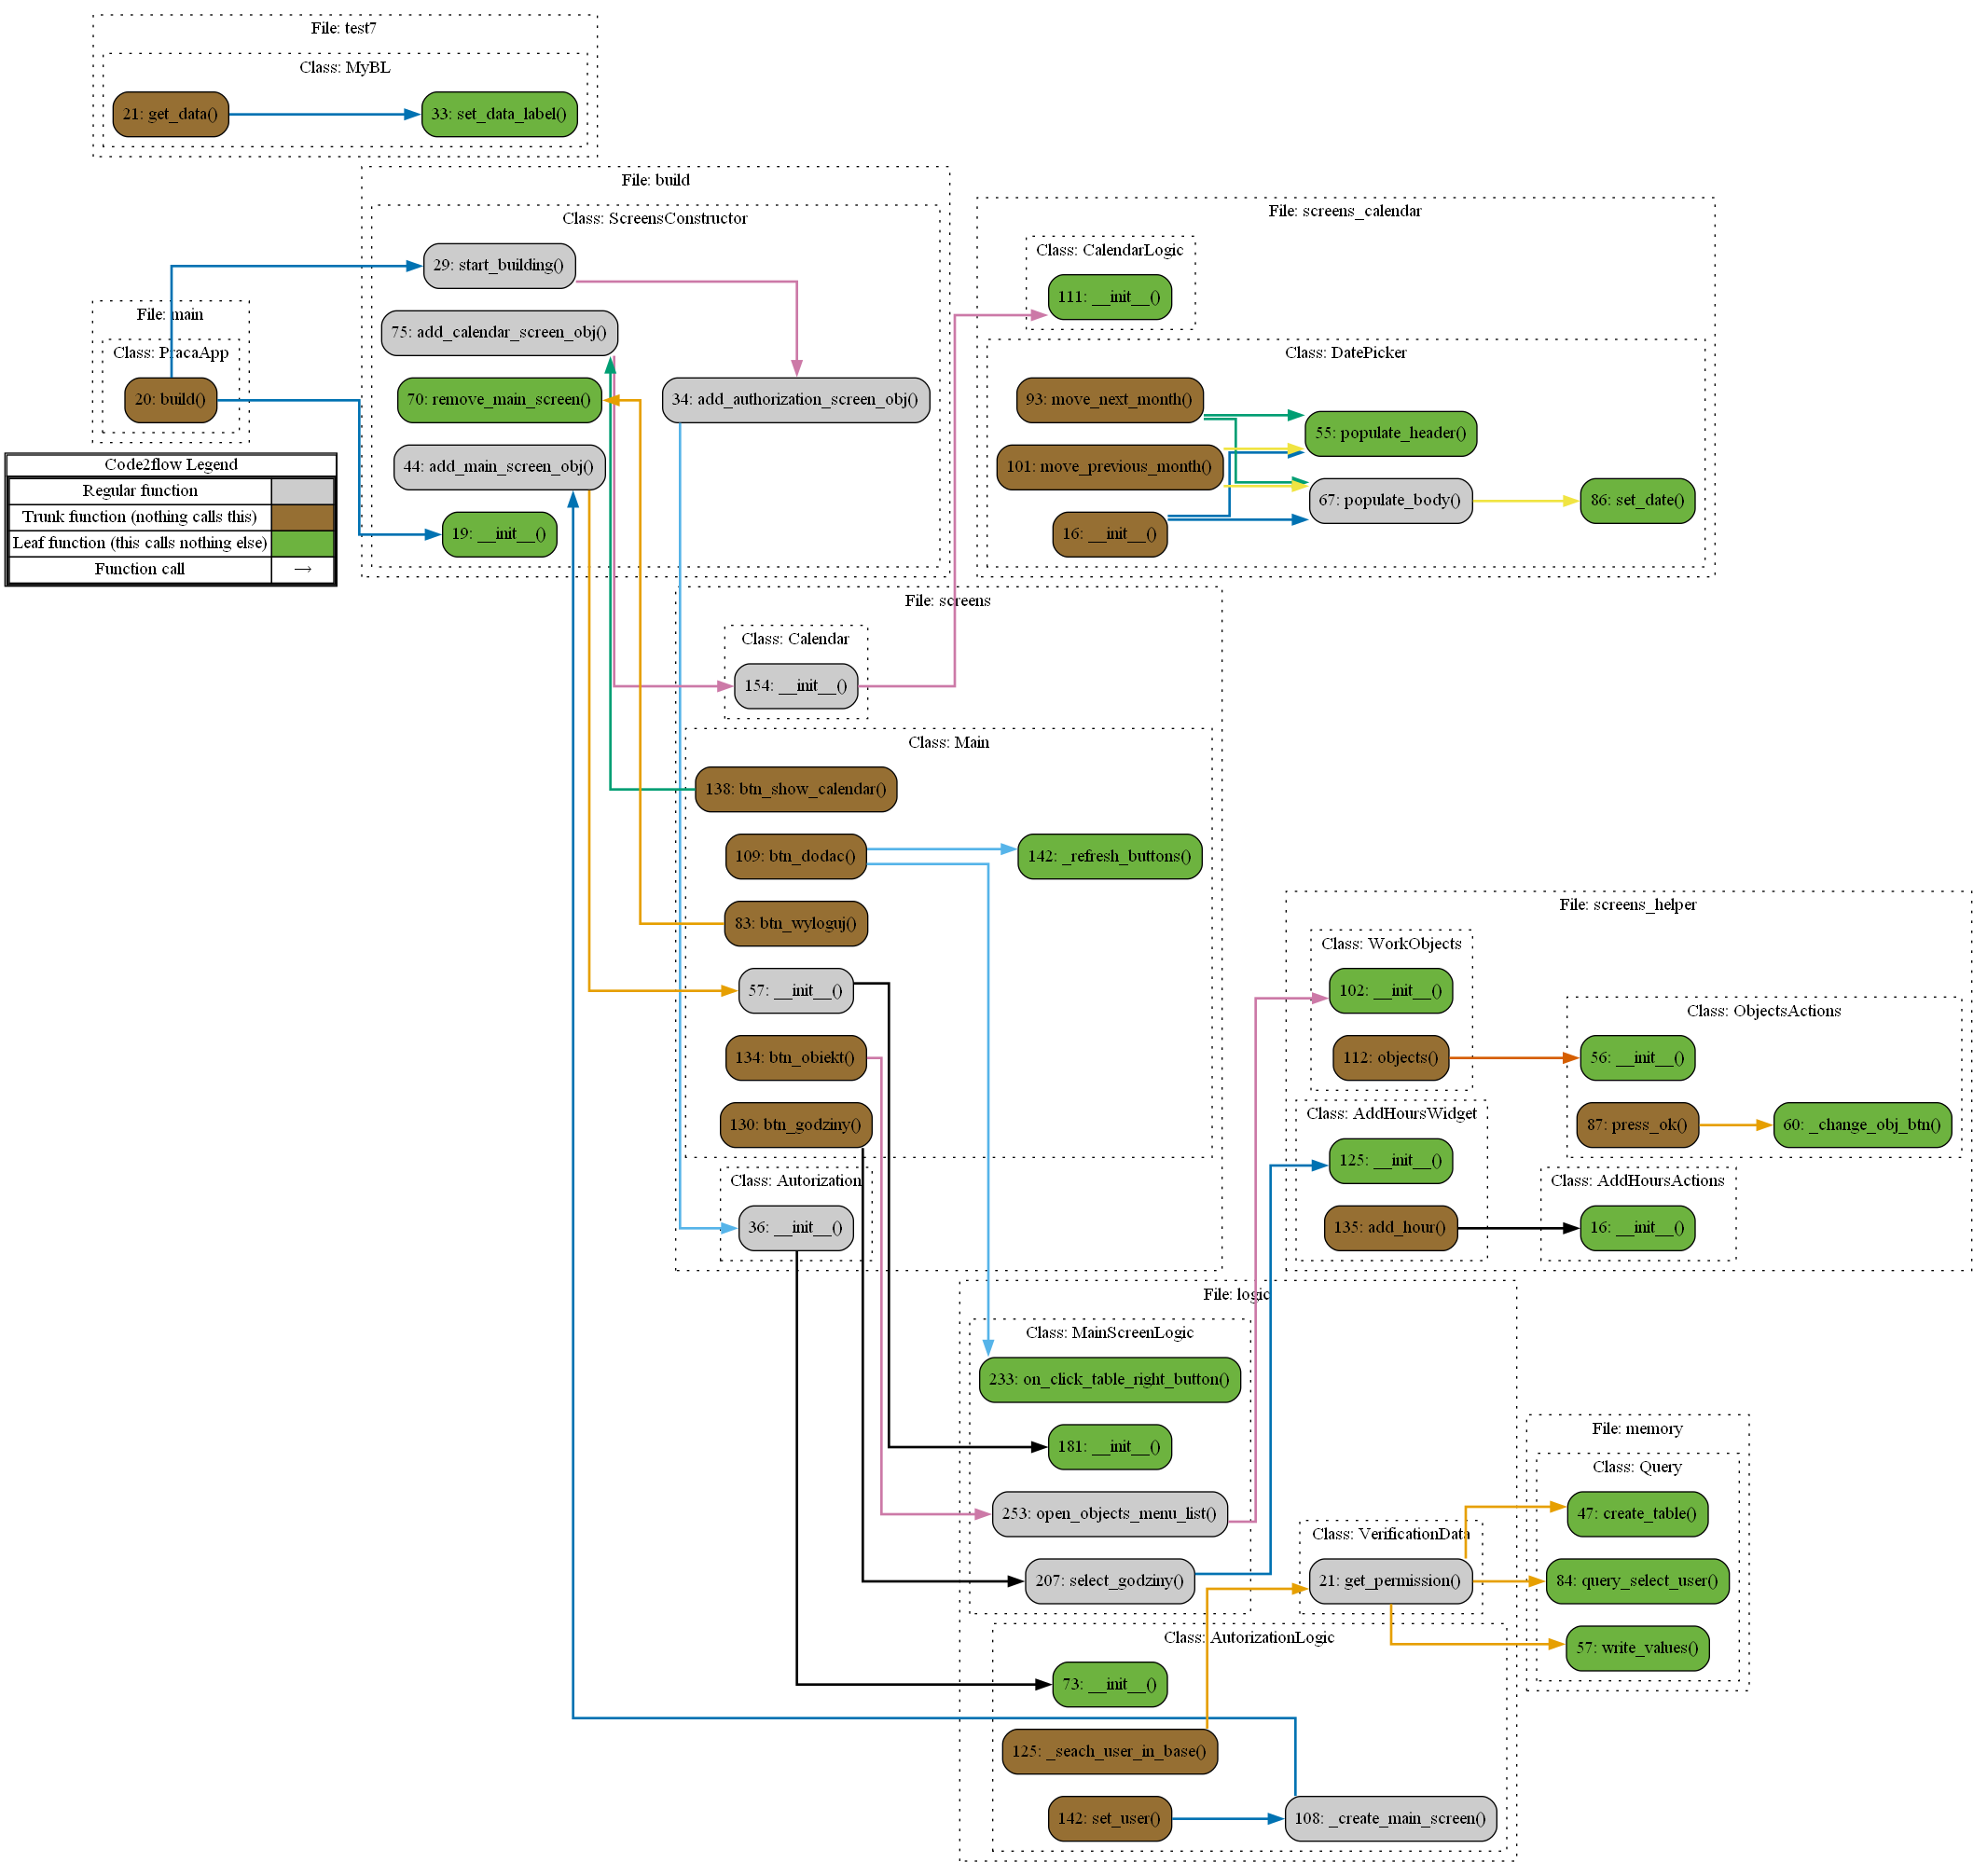 File: test7
Class: MyBL
21: get_data()
33: set_data_label()
File: build
Class: ScreensConstructor
29: start_building()
75: add_calendar_screen_obj()
70: remove_main_screen()
34: add_authorization_screen_obj()
44: add_main_screen_obj()
19: __init__()
File: screens_calendar
Class: CalendarLogic
111: __init__()
Class: DatePicker
93: move_next_month()
55: populate_header()
101: move_previous_month()
67: populate_body()
86: set_date()
16: __init__()
File: main
Class: PracaApp
20: build()
Code2flow Legend
Regular function
Trunk function (nothing calls this)
Leaf function (this calls nothing else)
Function call →
File: screens
Class: Calendar
154: __init__()
Class: Main
138: btn_show_calendar()
109: btn_dodac()
142: _refresh_buttons()
83: btn_wyloguj()
57: __init__()
134: btn_obiekt()
130: btn_godziny()
Class: Autorization
36: __init__()
File: screens_helper
Class: WorkObjects
102: __init__()
112: objects()
Class: ObjectsActions
56: __init__()
87: press_ok()
60: _change_obj_btn()
Class: AddHoursWidget
125: __init__()
135: add_hour()
Class: AddHoursActions
16: __init__()
File: logic
Class: MainScreenLogic
233: on_click_table_right_button()
181: __init__()
253: open_objects_menu_list()
207: select_godziny()
Class: VerificationData
21: get_permission()
Class: AutorizationLogic
73: __init__()
125: _seach_user_in_base()
142: set_user()
108: _create_main_screen()
File: memory
Class: Query
47: create_table()
84: query_select_user()
57: write_values()